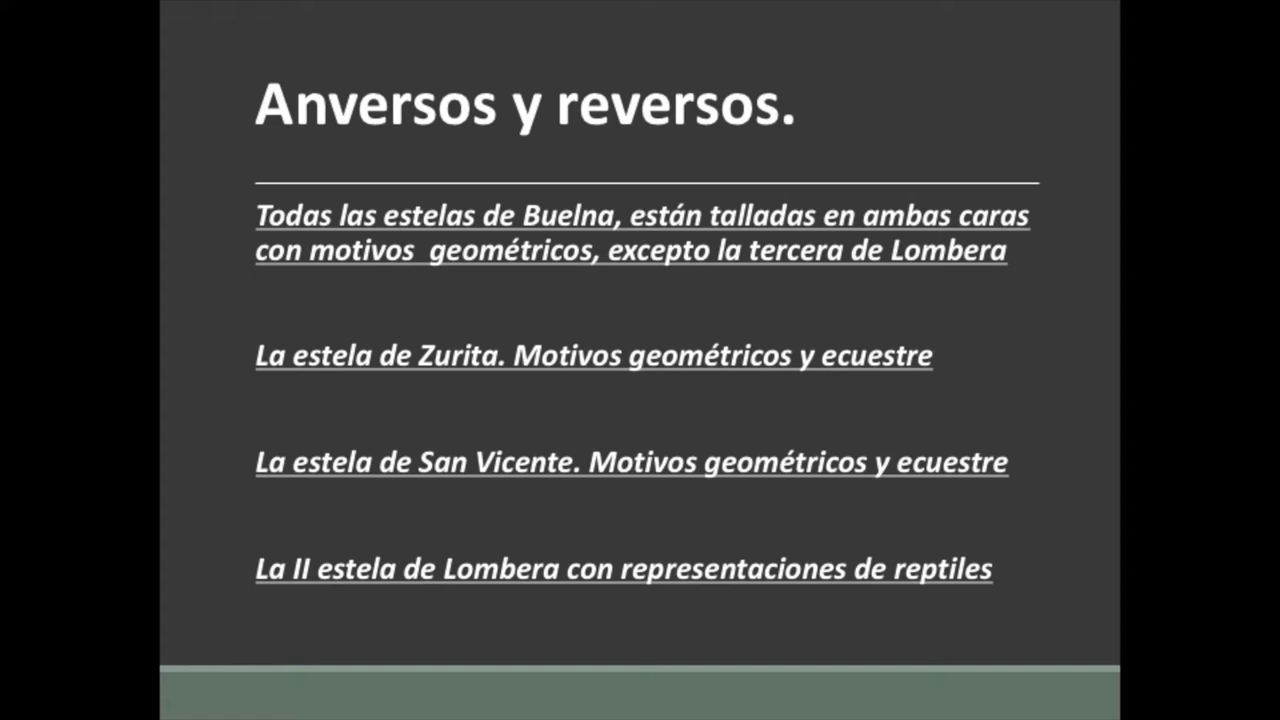 Anversos y reversos.
Todas las estelas de Buelna, están talladas en ambas caras
con motivos  geométricos, excepto la tercera de Lombera
La estela de Zurita. Motivos geométricos y ecuestre
La estela de San Vicente. Motivos geométricos y ecuestre
La II estela de Lombera con representaciones de reptiles